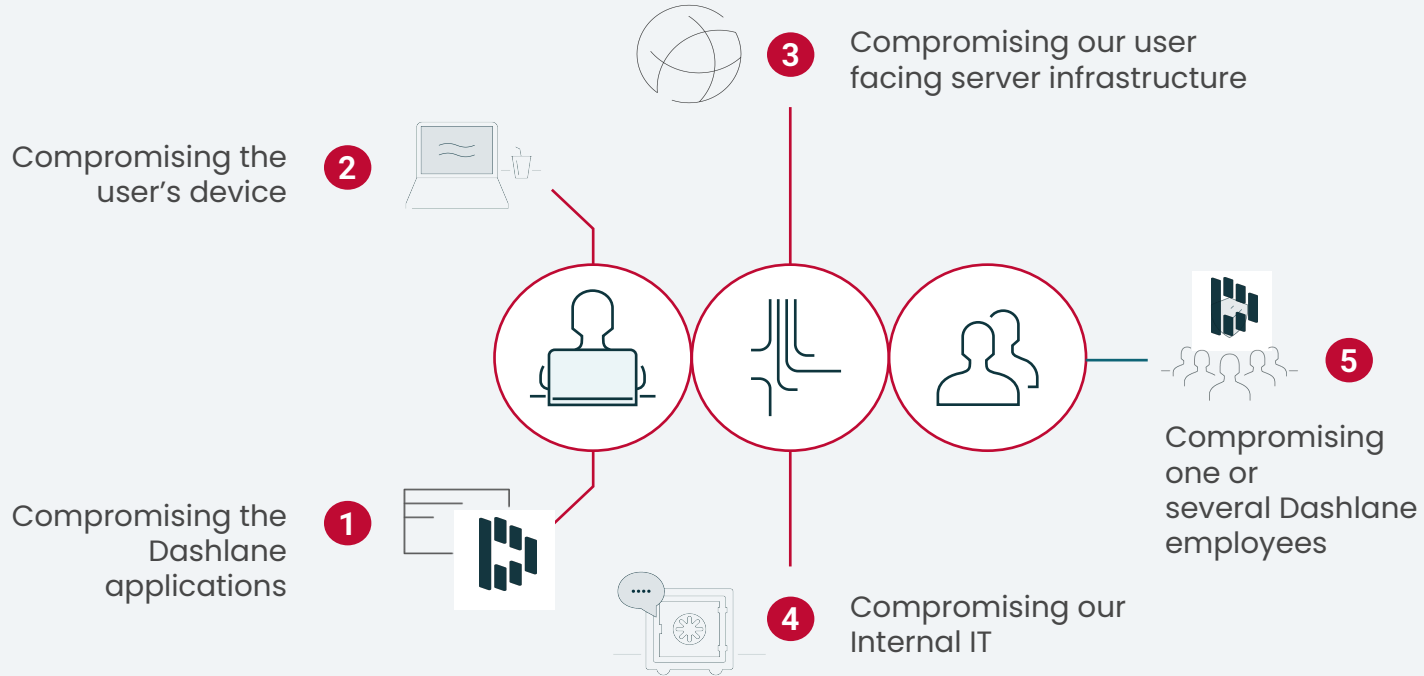 3
Compromising our user
facing server infrastructure
Compromising the
user’s device
2
5
Compromising
one or
several Dashlane
employees
Compromising the
Dashlane
applications
1
4
Compromising our
Internal IT